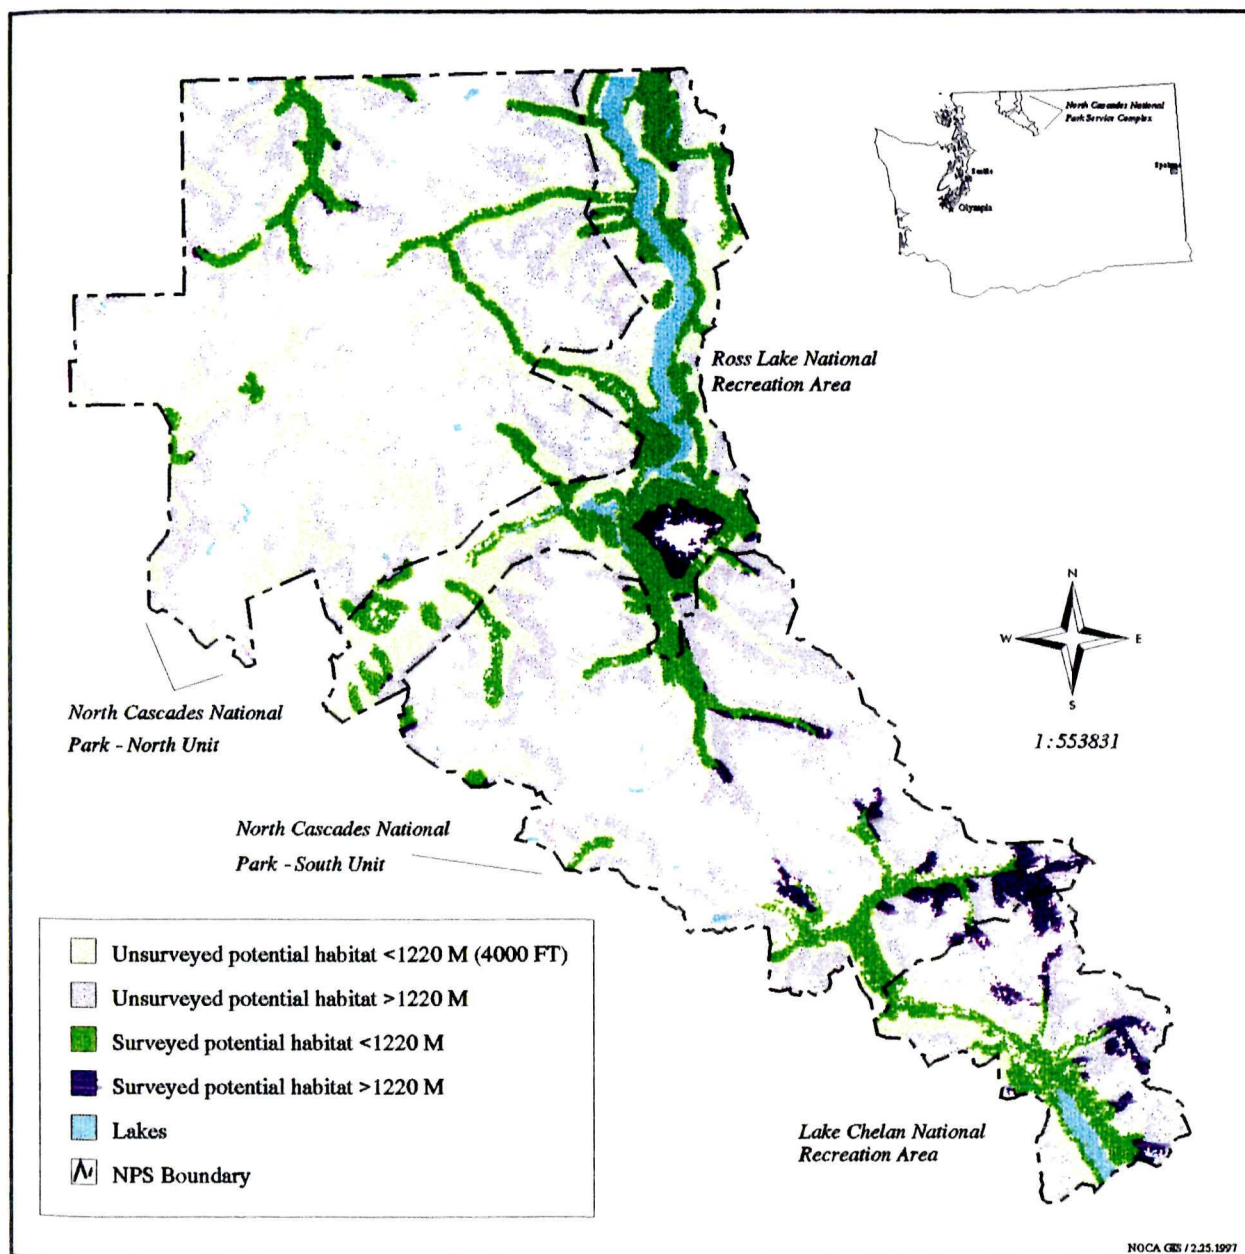 North Cascades National
Park Service Complex
Seattle
Spokane
Olympia
Ross Lake National
Recreation Area
N
W
E
S
1:553831
North Cascades National
Park - North Unit
North Cascades National
Park - South Unit
Unsurveyed potential habitat <1220 M (4000 FT)
Unsurveyed potential habitat >1220 M
Surveyed potential habitat <1220 M
Surveyed potential habitat >1220 M
Lakes
NPS Boundary
Lake Chelan National
Recreation Area
NOCA GIS / 2.25.1997